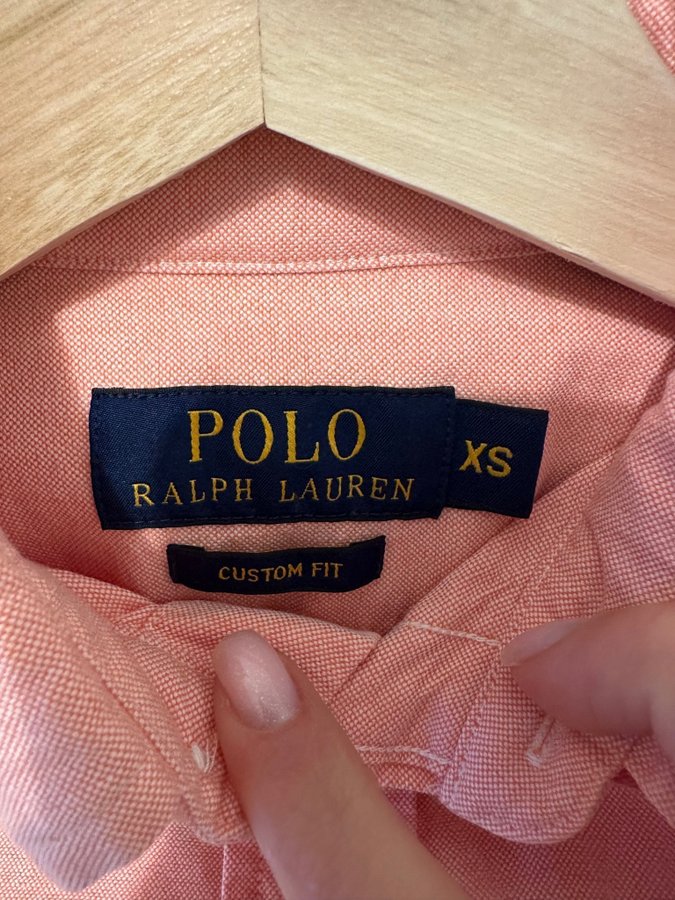 POLO
RALPH LAUREN
XS
CUSTOM FIT